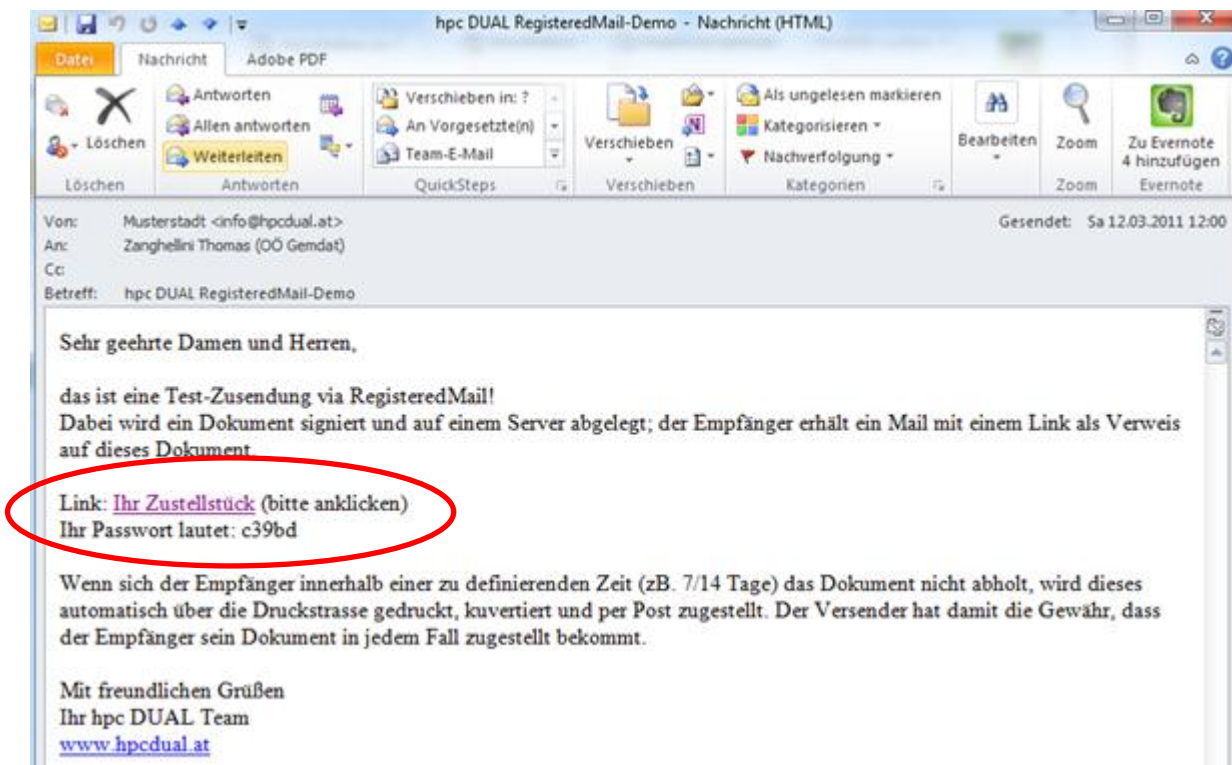 hpc DUAL RegisteredMail-Demo - Nachricht (HTML)
Datei Nachricht Adobe PDF
Löschen
Antworten
Allen antworten
Weiterleiten
Verschieben in: ?
An Vorgesetzte(n)
Team-E-Mail
Verschieben
Als ungelesen markieren
Kategorisieren
Nachverfolgung
Bearbeiten
Zoom
Zu Evernote
4 hinzufügen
Löschen Antworten QuickSteps Verschieben Kategorien Zoom Evernote
Von: Musterstadt <info@hpcdual.at> Gesendet: Sa 12.03.2011 12:00
An: Zanghellini Thomas (OÖ Gemdat)
Cc:
Betreff: hpc DUAL RegisteredMail-Demo
Sehr geehrte Damen und Herren,
das ist eine Test-Zusendung via RegisteredMail!
Dabei wird ein Dokument signiert und auf einem Server abgelegt; der Empfänger erhält ein Mail mit einem Link als Verweis
auf dieses Dokument.
Link: Ihr Zustellstück (bitte anklicken)
Ihr Passwort lautet: c39bd
Wenn sich der Empfänger innerhalb einer zu definierenden Zeit (zB. 7/14 Tage) das Dokument nicht abholt, wird dieses
automatisch über die Druckstrasse gedruckt, kuvertiert und per Post zugestellt. Der Versender hat damit die Gewähr, dass
der Empfänger sein Dokument in jedem Fall zugestellt bekommt.
Mit freundlichen Grüßen
Ihr hpc DUAL Team
www.hpcdual.at